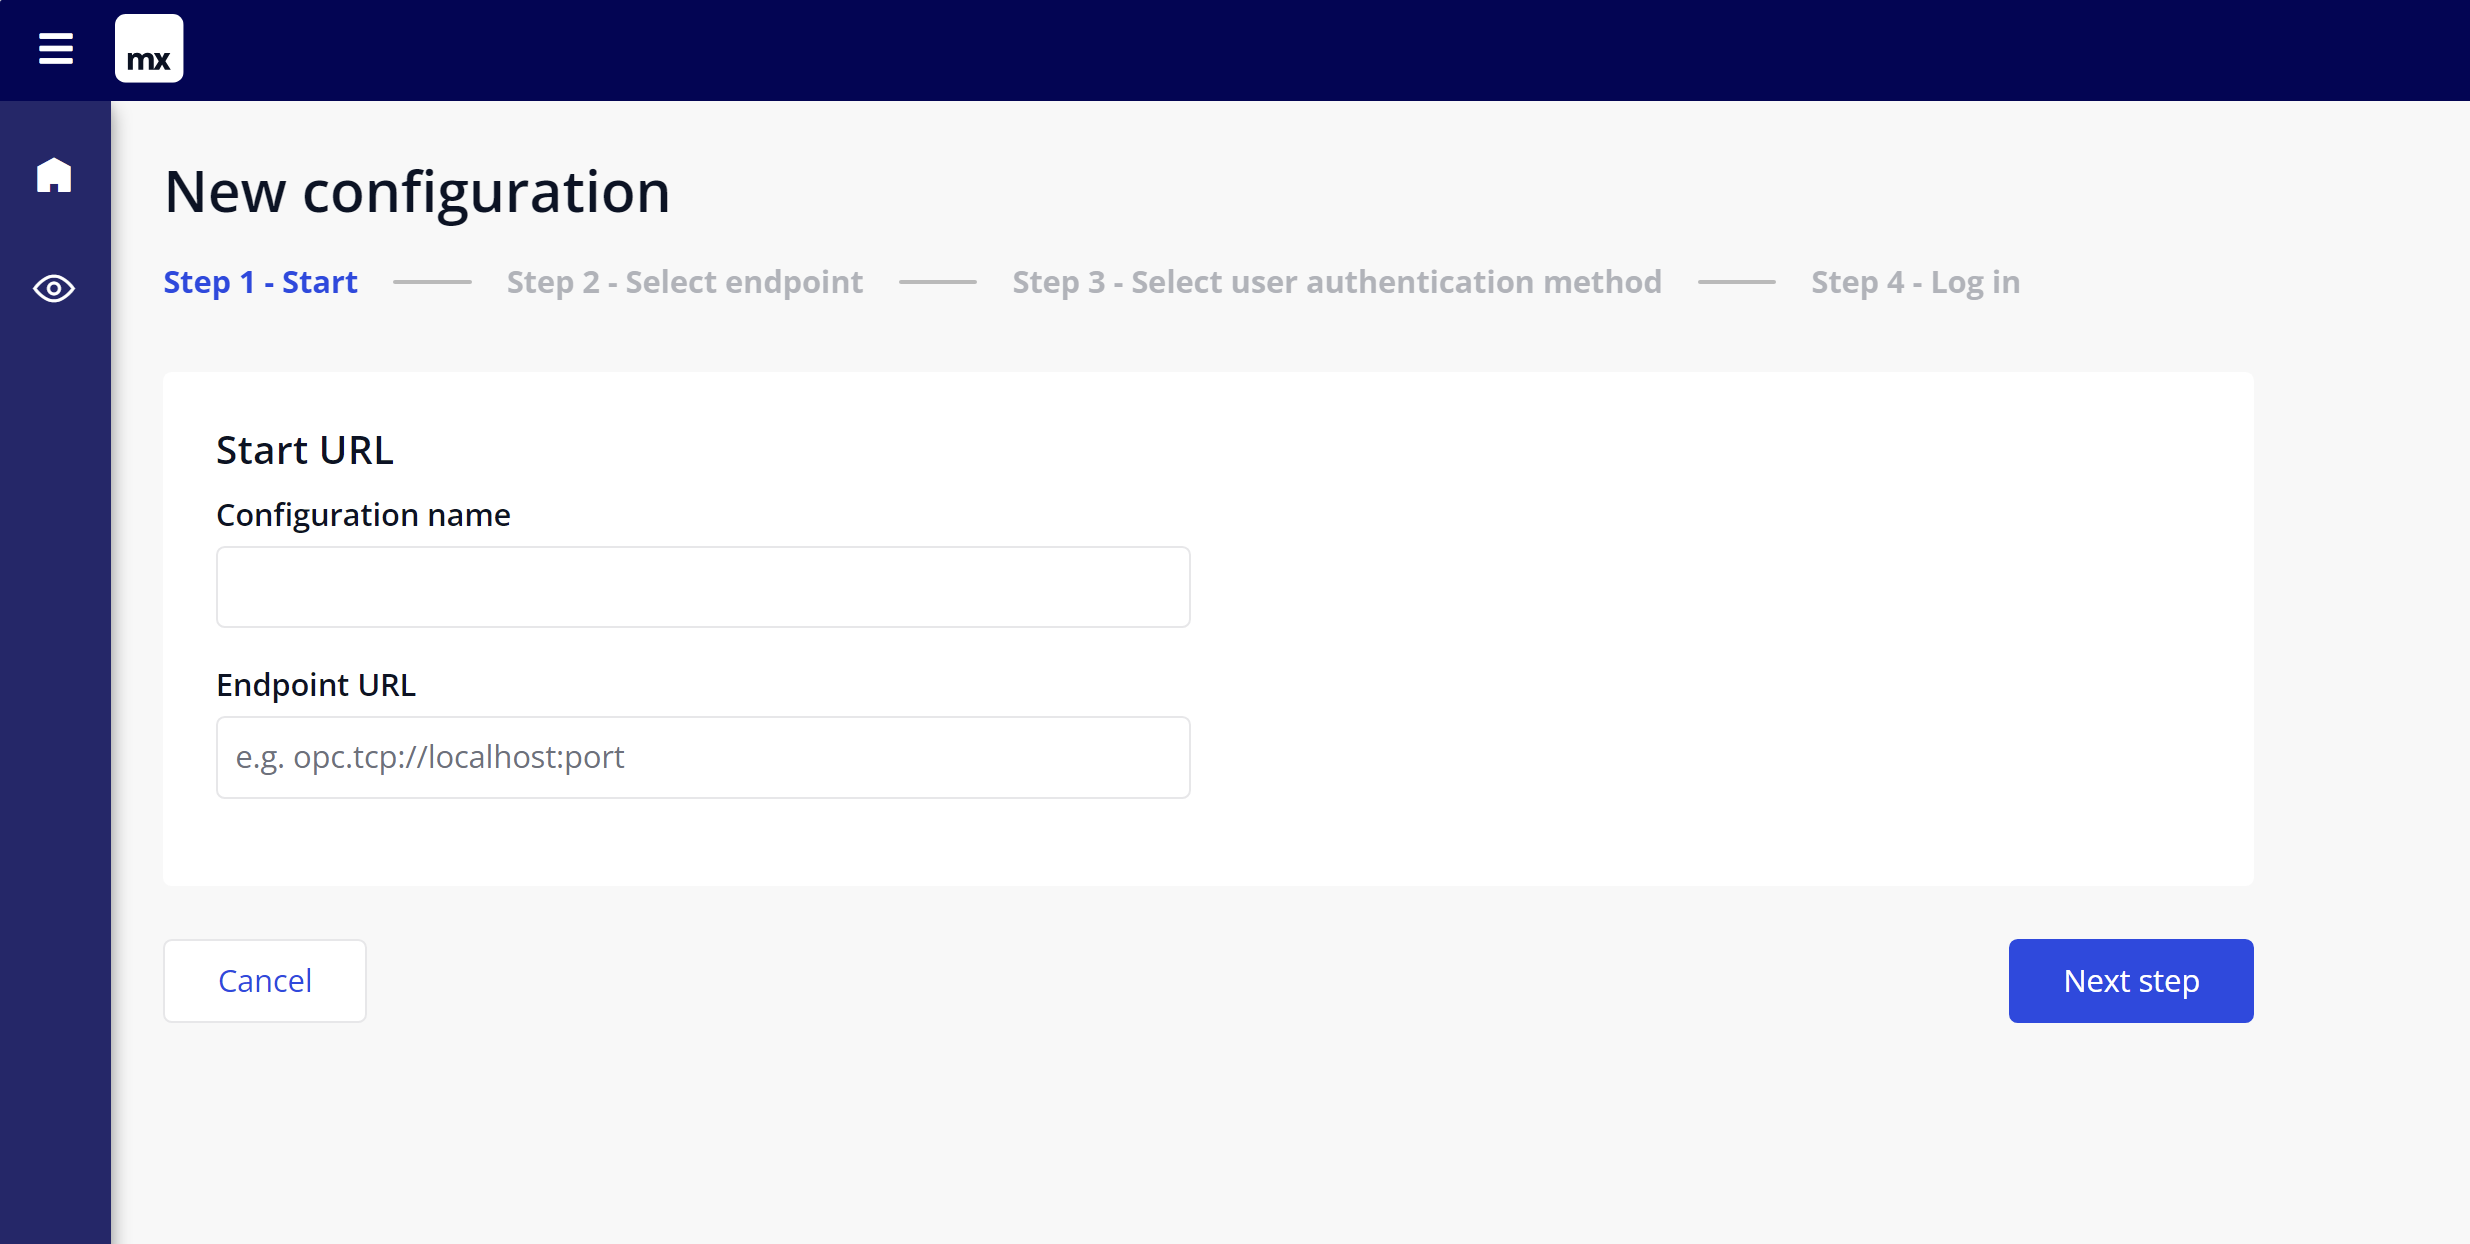 mx
New configuration
Step 1 - Start Step 2 - Select endpoint Step 3 - Select user authentication method Step 4 - Log in
Start URL
Configuration name
Endpoint URL
e.g. opc.tcp://localhost:port
Cancel Next step